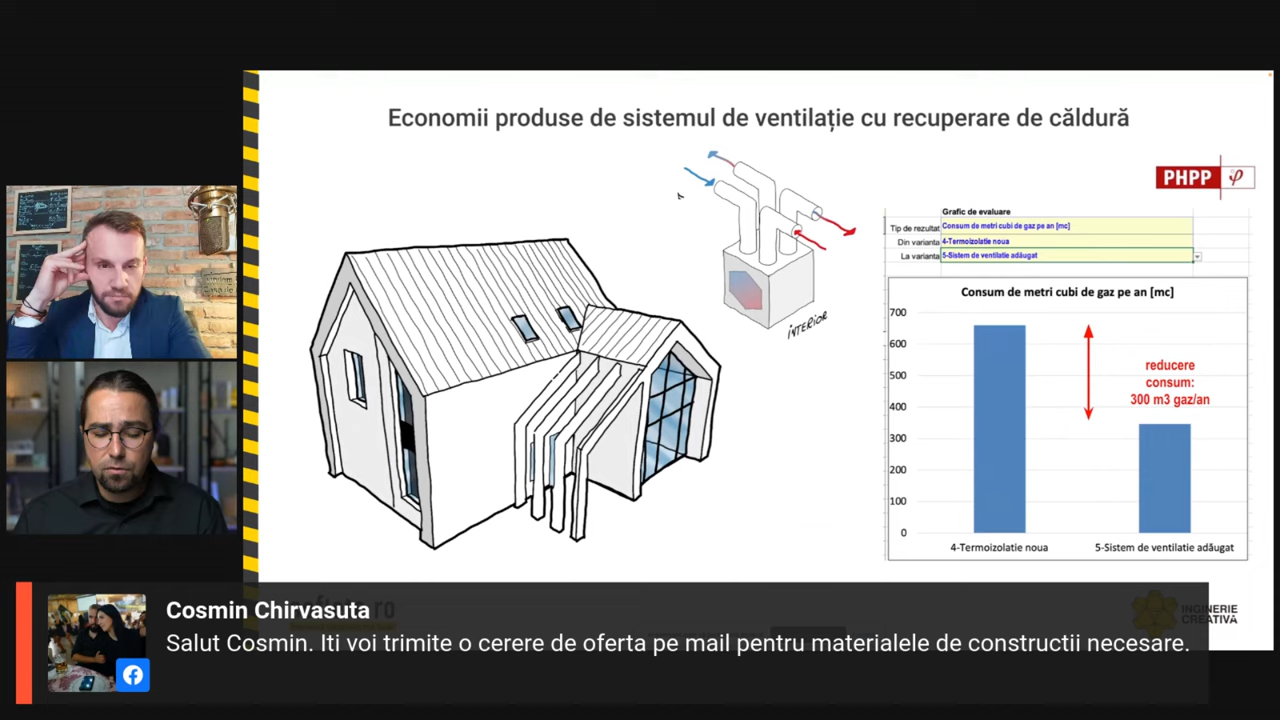 Economii produse de sistemul de ventilație cu recuperare de căldură
INTERIOR
PHPP
Grafic de evaluare
Tip de rezultat Consum de metri cubi de gaz pe an [mc]
Din varianta 4-Termoizolatie noua
La varianta 5-Sistem de ventilatie adăugat
Consum de metri cubi de gaz pe an [mc]
700
600
500
400
300
200
100
0
reducere
consum:
300 m3 gaz/an
4-Termoizolatie noua
5-Sistem de ventilatie adăugat
INGINERIE
CREATIVĂ
Cosmin Chirvasuta
Salut Cosmin. Iti voi trimite o cerere de oferta pe mail pentru materialele de constructii necesare.